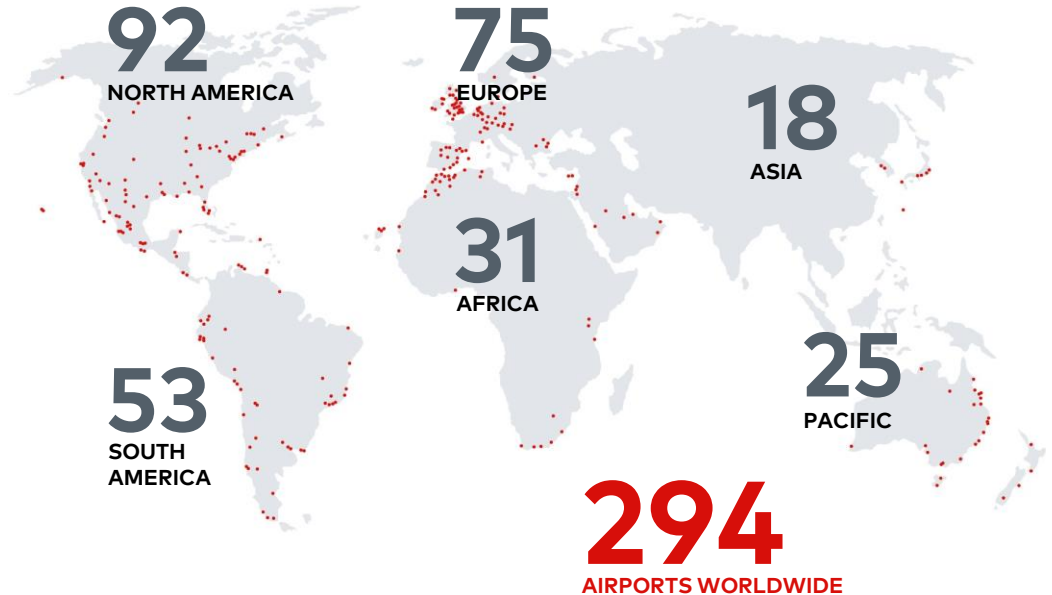 92
NORTH AMERICA
75
EUROPE
18
ASIA
31
AFRICA
25
PACIFIC
53
SOUTH
AMERICA
294
AIRPORTS WORLDWIDE